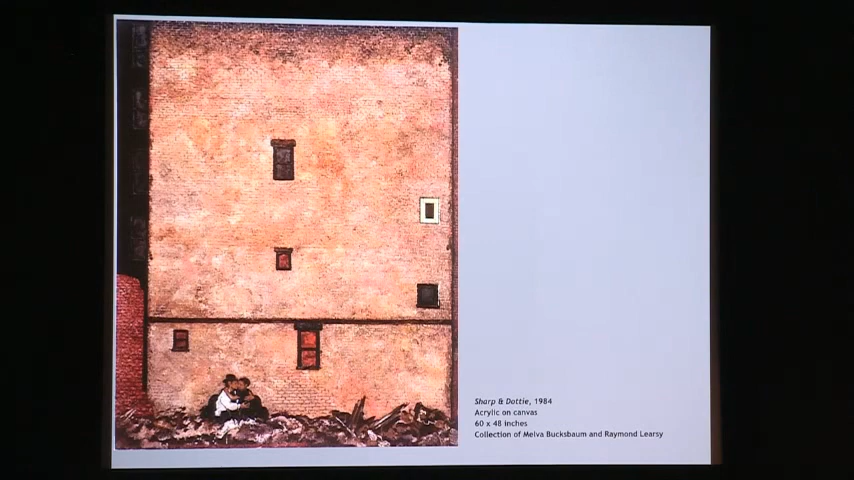 Sharp & Dottie, 1984
Acrylic on canvas
60 x 48 inches
Collection of Melva Bucksbaum and Raymond Learsy